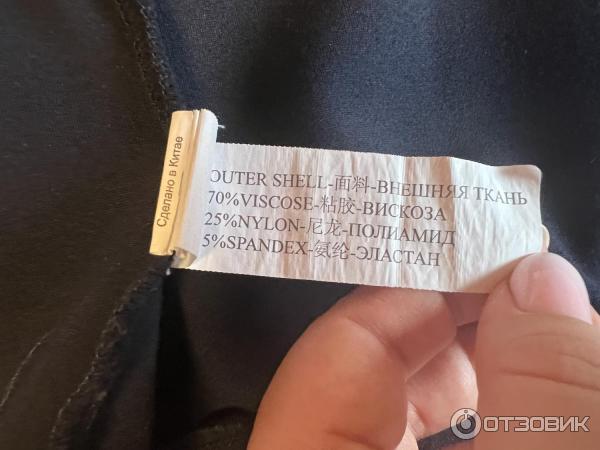 Сделано в Китае
OUTER SHELL-面料-ВНЕШНЯЯ ТКАНЬ
70%VISCOSE-粘胶-ВИСКОЗА
25%NYLON-尼龙-ПОЛИАМИД
5%SPANDEX-氨纶-ЭЛАСТАН
ОТЗОВИК